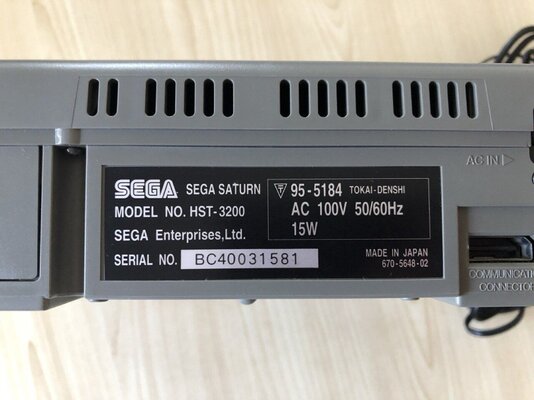 SEGA SEGA SATURN
MODEL NO. HST-3200
SEGA Enterprises,Ltd.
SERIAL NO. BC40031581
T 95-5184 TOKAI-DENSHI
AC 100V 50/60Hz
15W
MADE IN JAPAN
670-5648-02
AC IN
COMMUNICATION
CONNECTOR